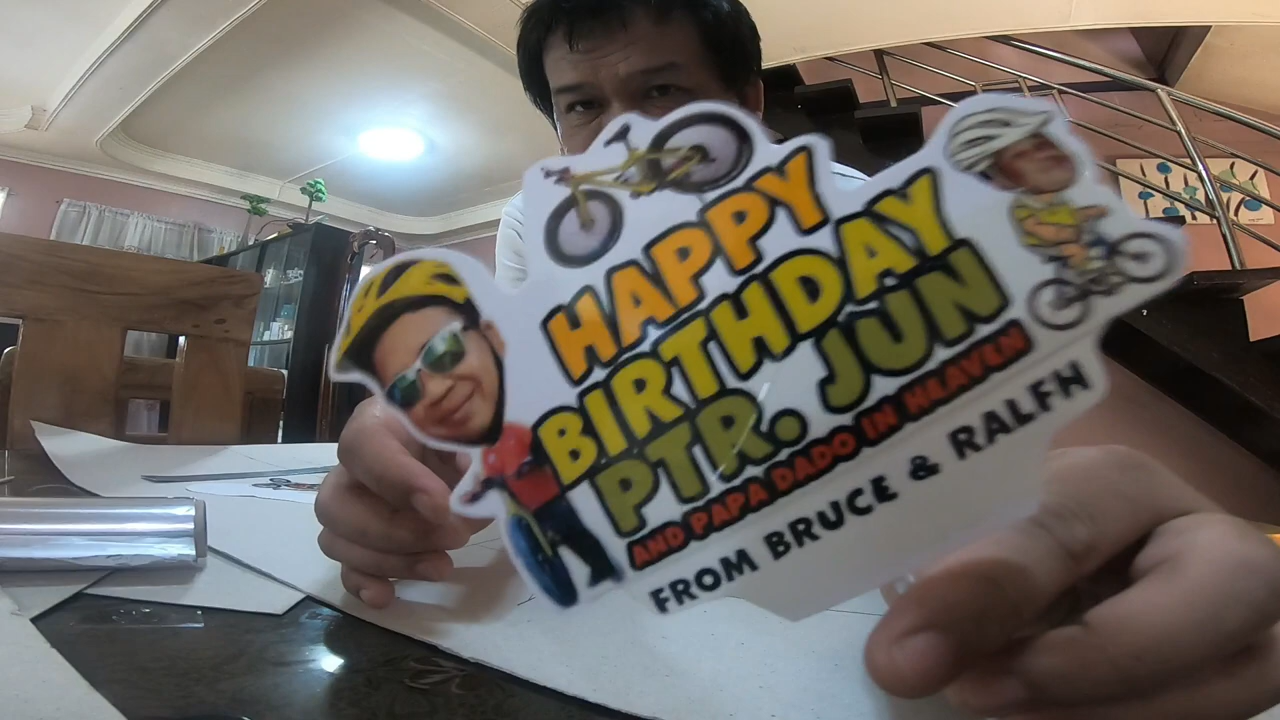 HAPPY
BIRTHDAY
PTR. JUN
AND PAPA DADO IN HEAVEN
FROM BRUCE & RALFH